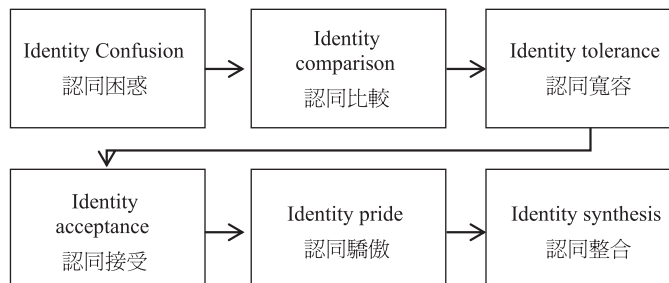 Identity Confusion
認同困惑
Identity
comparison
認同比較
Identity tolerance
認同寬容
Identity
acceptance
認同接受
Identity pride
認同驕傲
Identity synthesis
認同整合